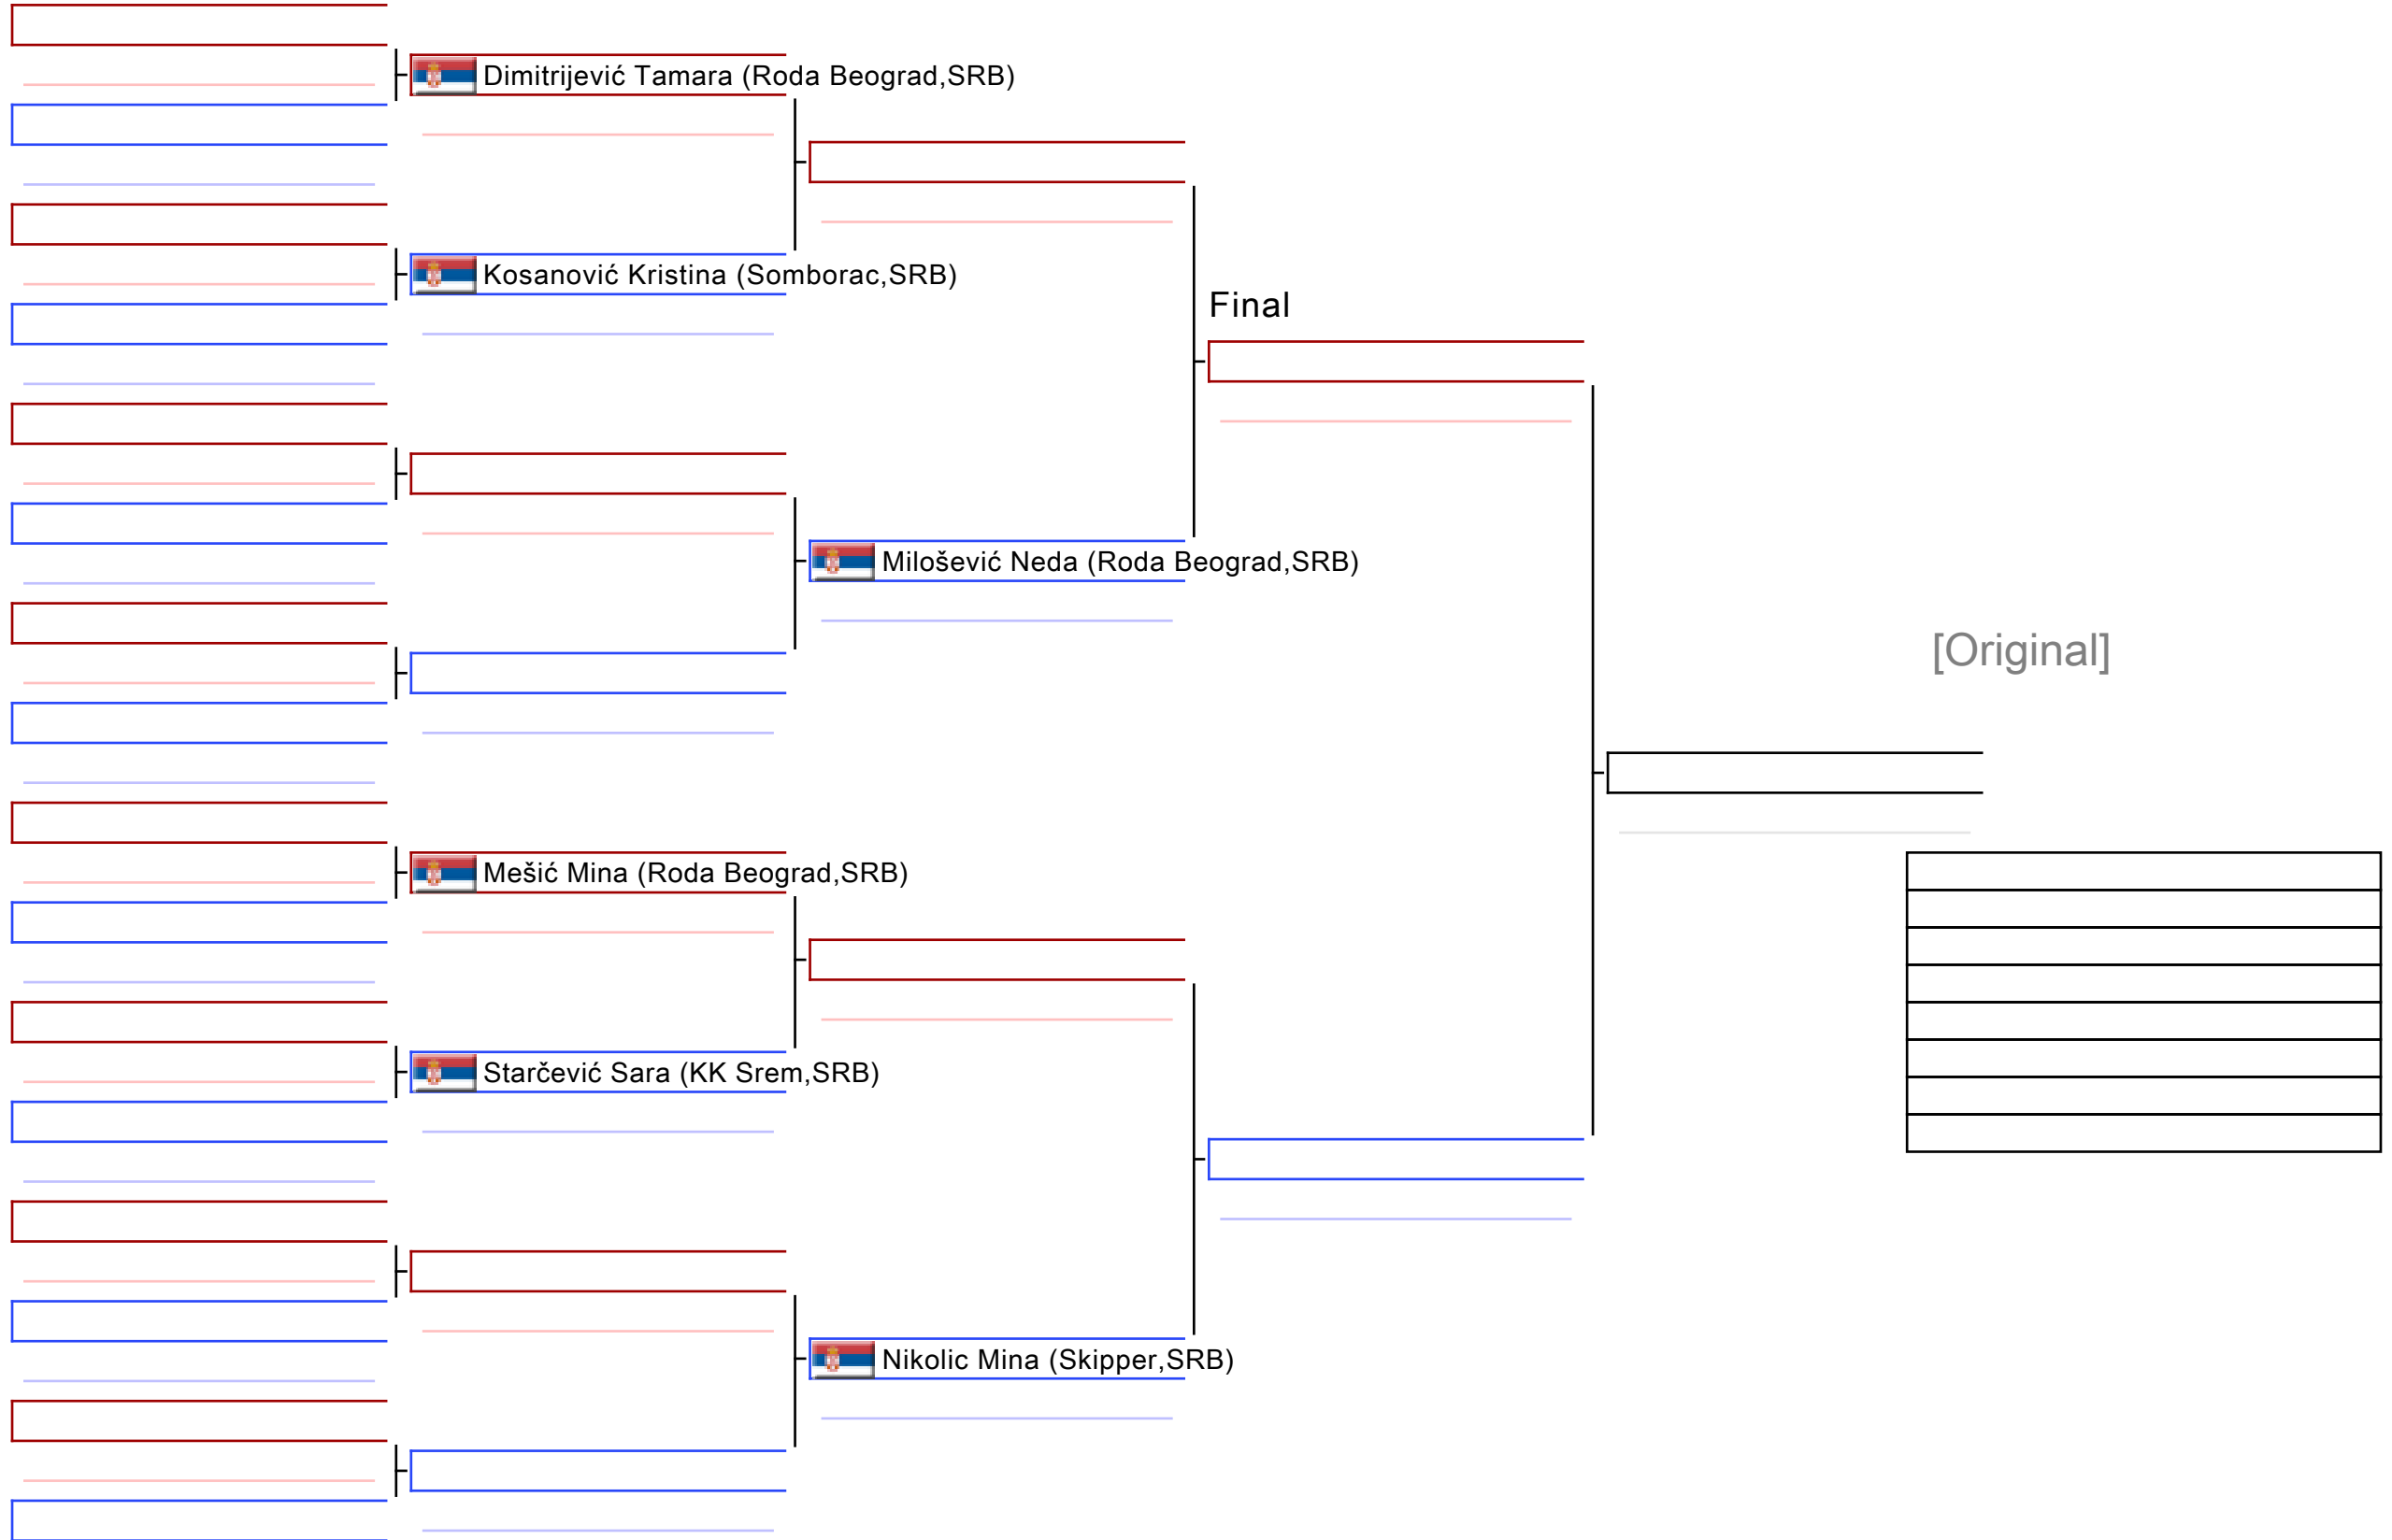 Dimitrijević Tamara (Roda Beograd,SRB)
Kosanović Kristina (Somborac,SRB)
Final
Milošević Neda (Roda Beograd,SRB)
[Original]
Mešić Mina (Roda Beograd,SRB)
Starčević Sara (KK Srem,SRB)
Nikolic Mina (Skipper,SRB)